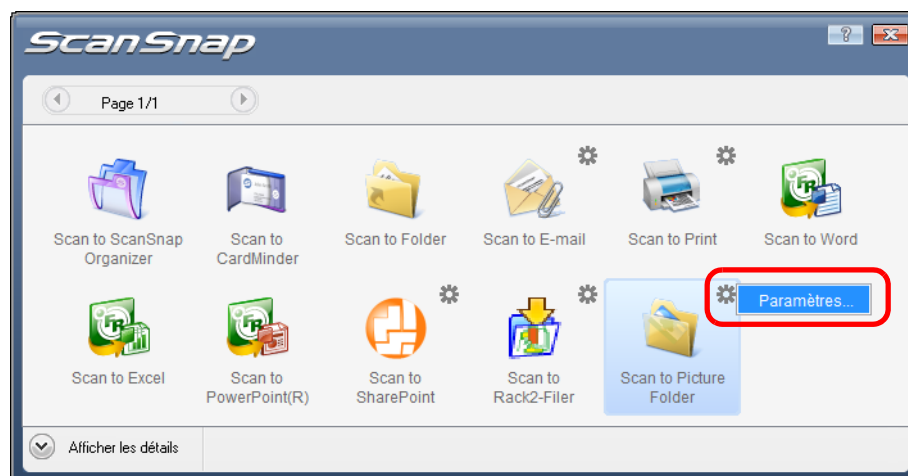 ScanSnap
?
Page 1/1
Scan to ScanSnap
Organizer
Scan to
CardMinder
Scan to Folder
Scan to E-mail
Scan to Print
Scan to Word
Scan to Excel
Scan to
PowerPoint(R)
Scan to
SharePoint
Scan to
Rack2-Filer
Scan to Picture
Folder
Paramètres...
Afficher les détails